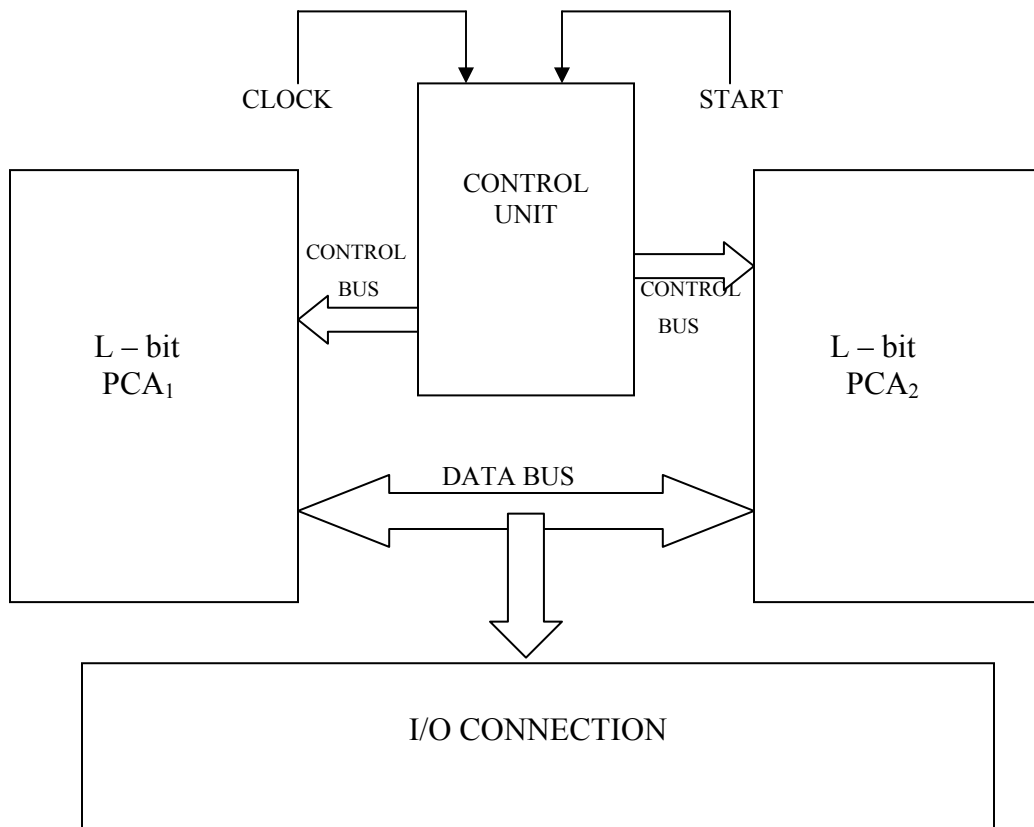 CLOCK
START
CONTROL
UNIT
CONTROL
BUS
CONTROL
BUS
L – bit
PCA₁
L – bit
PCA₂
DATA BUS
I/O CONNECTION